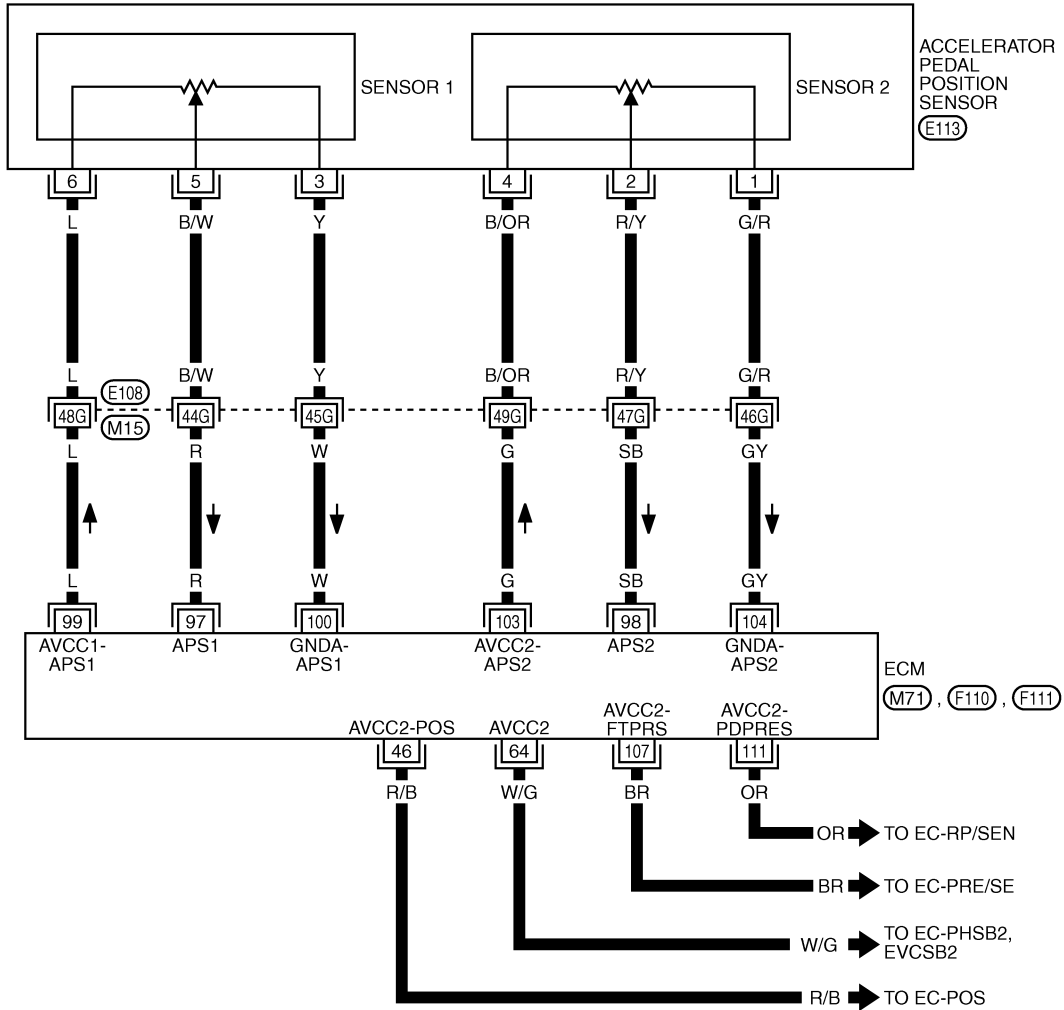 SENSOR 1
SENSOR 2
ACCELERATOR
PEDAL
POSITION
SENSOR
E113
6 5 3 4 2 1
L B/W Y B/OR R/Y G/R
L B/W Y B/OR R/Y G/R
E108
48G 44G 45G 49G 47G 46G
M15
L R W G SB GY
L R W G SB GY
99 97 100 103 98 104
AVCC1-
APS1
APS1
GNDA-
APS1
AVCC2-
APS2
APS2
GNDA-
APS2
ECM
M71 , F110 , F111
AVCC2-POS
AVCC2
AVCC2-
FTPRS
AVCC2-
PDPRES
46 64 107 111
R/B W/G BR OR
OR TO EC-RP/SEN
BR TO EC-PRE/SE
W/G TO EC-PHSB2,
EVCSB2
R/B TO EC-POS